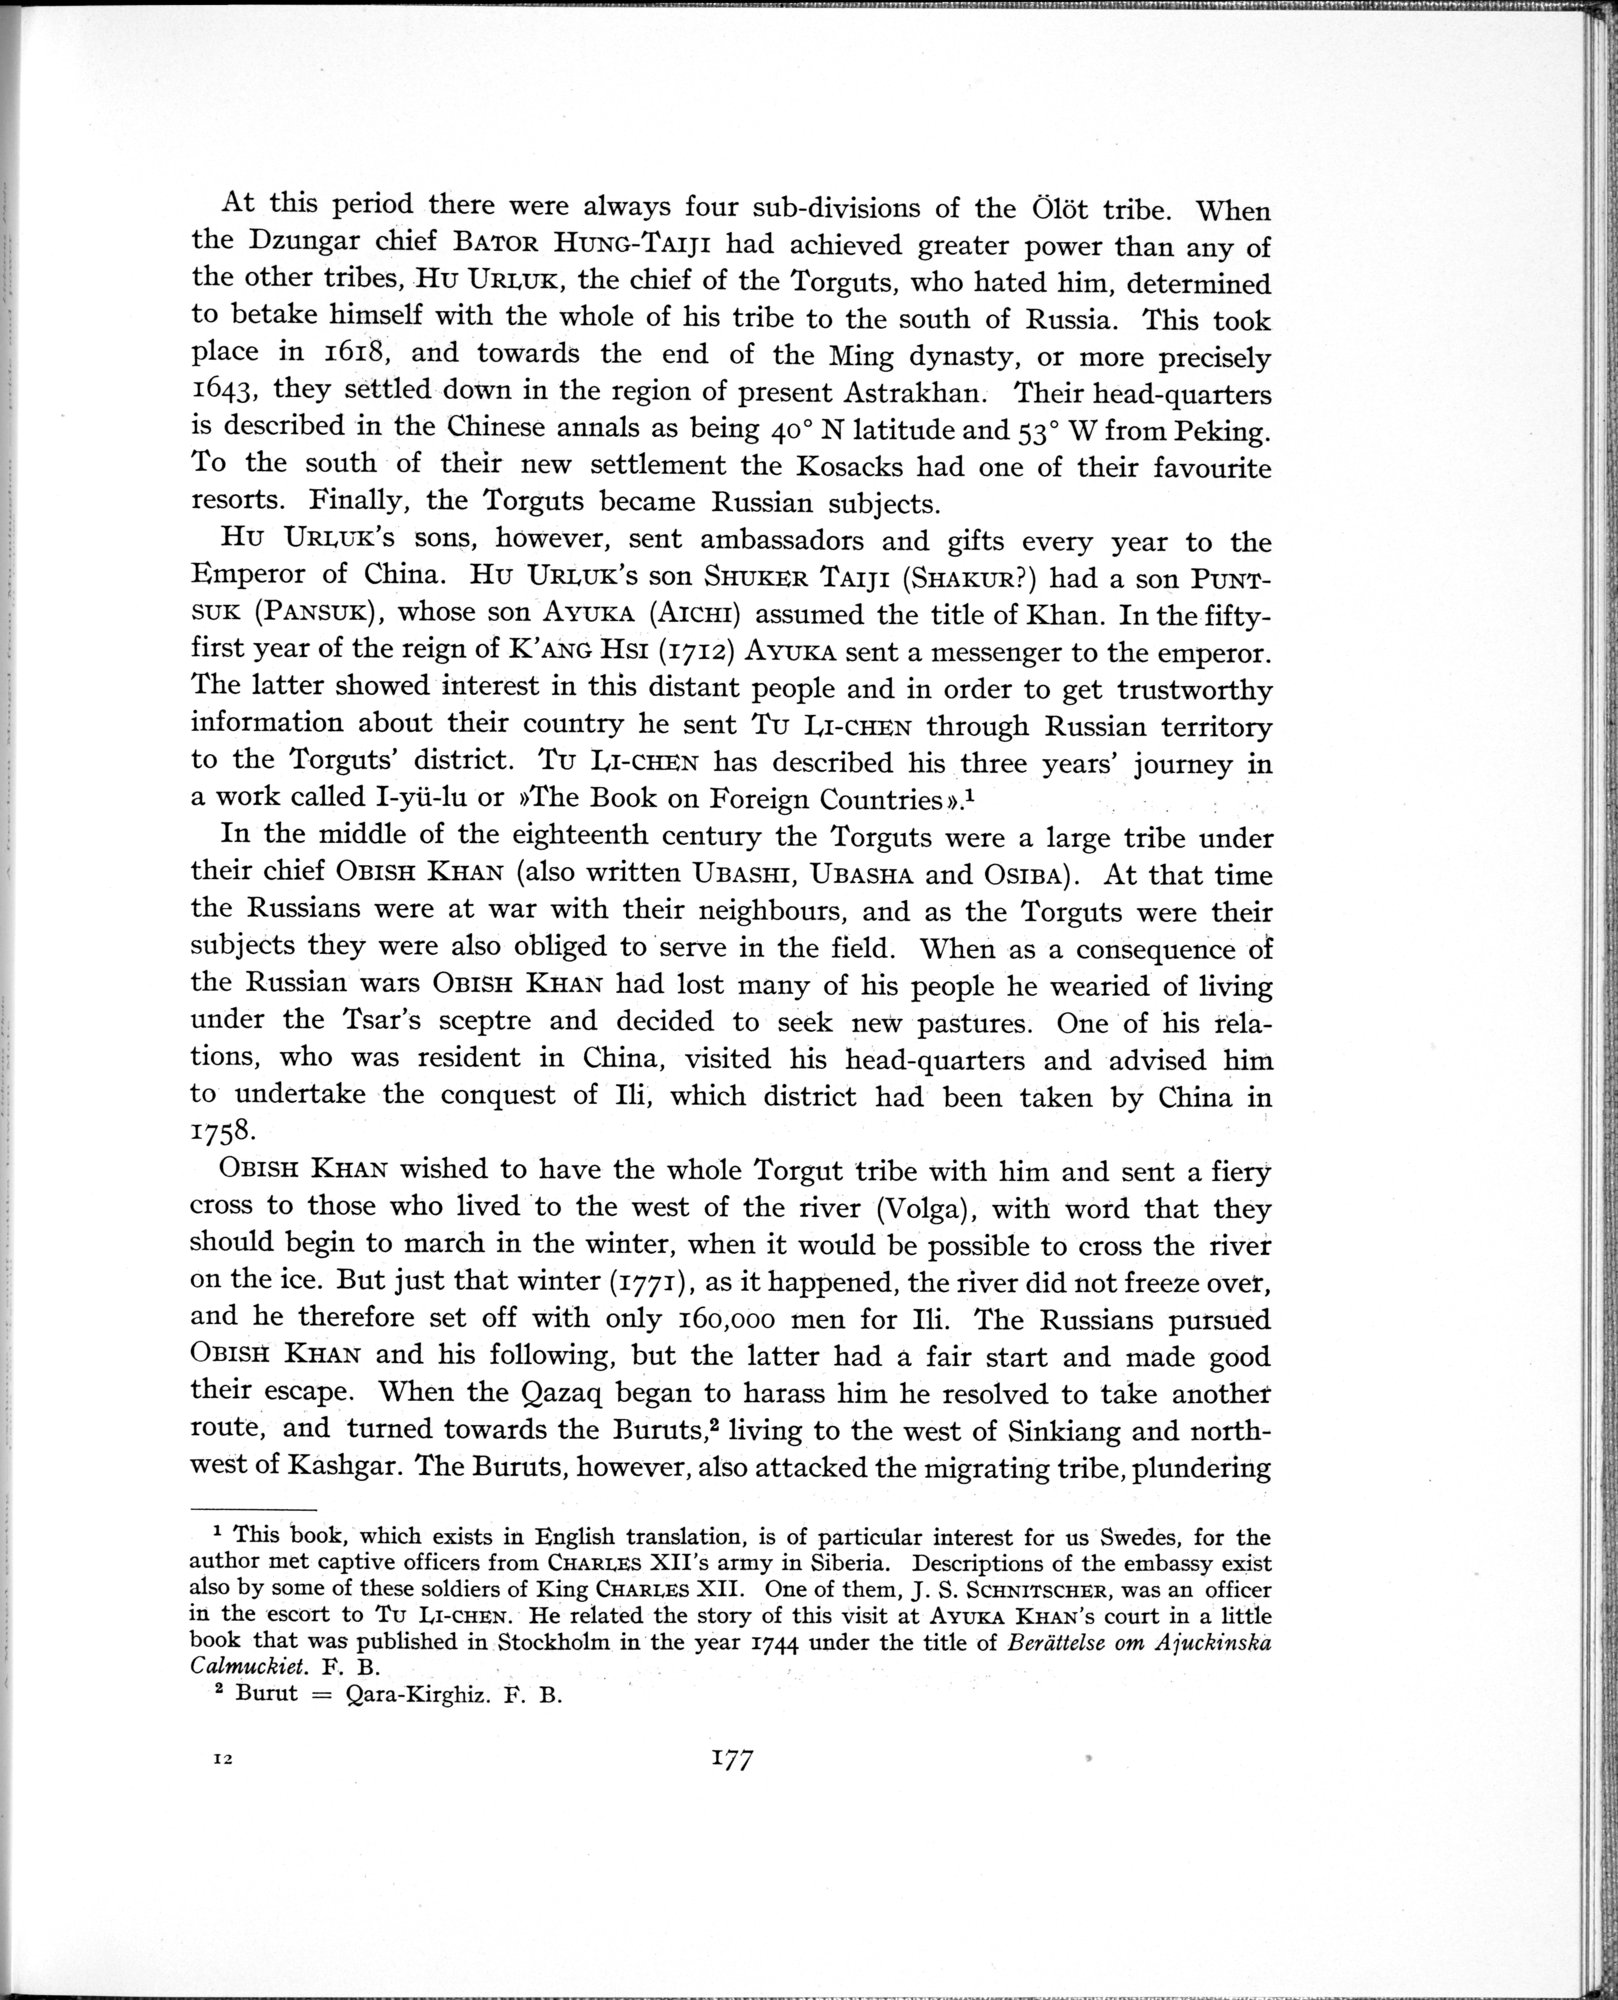 At this period there were always four sub-divisions of the Ölöt tribe. When
the Dzungar chief BATOR HUNG-TAIJI had achieved greater power than any of
the other tribes, HU URLUK, the chief of the Torguts, who hated him, determined
to betake himself with the whole of his tribe to the south of Russia. This took
place in 1618, and towards the end of the Ming dynasty, or more precisely
1643, they settled down in the region of present Astrakhan. Their head-quarters
is described in the Chinese annals as being 40° N latitude and 53° W from Peking.
To the south of their new settlement the Kosacks had one of their favourite
resorts. Finally, the Torguts became Russian subjects.
HU URLUK's sons, however, sent ambassadors and gifts every year to the
Emperor of China. HU URLUK's son SHUKER TAIJI (SHAKUR?) had a son PUNT-
SUK (PANSUK), whose son AYUKA (AICHI) assumed the title of Khan. In the fifty-
first year of the reign of K'ANG HSI (1712) AYUKA sent a messenger to the emperor.
The latter showed interest in this distant people and in order to get trustworthy
information about their country he sent TU LI-CHEN through Russian territory
to the Torguts' district. TU LI-CHEN has described his three years' journey in
a work called I-yü-lu or »The Book on Foreign Countries».¹
In the middle of the eighteenth century the Torguts were a large tribe under
their chief OBISH KHAN (also written UBASHI, UBASHA and OSIBA). At that time
the Russians were at war with their neighbours, and as the Torguts were their
subjects they were also obliged to serve in the field. When as a consequence of
the Russian wars OBISH KHAN had lost many of his people he wearied of living
under the Tsar's sceptre and decided to seek new pastures. One of his rela-
tions, who was resident in China, visited his head-quarters and advised him
to undertake the conquest of Ili, which district had been taken by China in
1758.
OBISH KHAN wished to have the whole Torgut tribe with him and sent a fiery
cross to those who lived to the west of the river (Volga), with word that they
should begin to march in the winter, when it would be possible to cross the river
on the ice. But just that winter (1771), as it happened, the river did not freeze over,
and he therefore set off with only 160,000 men for Ili. The Russians pursued
OBISH KHAN and his following, but the latter had a fair start and made good
their escape. When the Qazaq began to harass him he resolved to take another
route, and turned towards the Buruts,² living to the west of Sinkiang and north-
west of Kashgar. The Buruts, however, also attacked the migrating tribe, plundering
¹ This book, which exists in English translation, is of particular interest for us Swedes, for the
author met captive officers from CHARLES XII's army in Siberia. Descriptions of the embassy exist
also by some of these soldiers of King CHARLES XII. One of them, J. S. SCHNITSCHER, was an officer
in the escort to TU LI-CHEN. He related the story of this visit at AYUKA KHAN's court in a little
book that was published in Stockholm in the year 1744 under the title of Berättelse om Ajuckinska
Calmuckiet. F. B.
² Burut = Qara-Kirghiz. F. B.
12 177